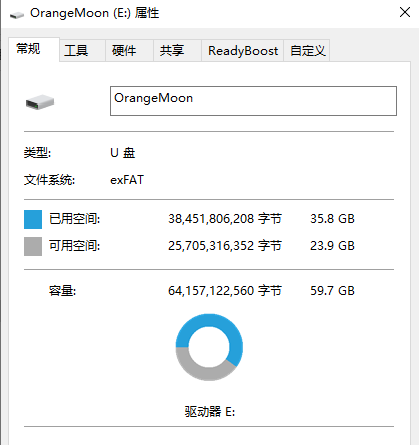 OrangeMoon (E:) 属性
常规 工具 硬件 共享 ReadyBoost 自定义
OrangeMoon
类型: U 盘
文件系统: exFAT
已用空间: 38,451,806,208 字节 35.8 GB
可用空间: 25,705,316,352 字节 23.9 GB
容量: 64,157,122,560 字节 59.7 GB
驱动器 E: